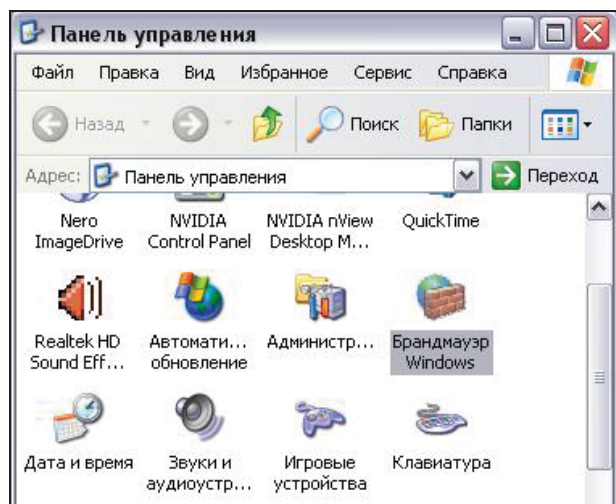 Панель управления
Файл Правка Вид Избранное Сервис Справка
Назад Поиск Папки
Адрес: Панель управления Переход
Nero ImageDrive
NVIDIA Control Panel
NVIDIA nView Desktop M...
QuickTime
Realtek HD Sound Eff...
Автомати... обновление
Администр...
Брандмауэр Windows
Дата и время
Звуки и аудиоустр...
Игровые устройства
Клавиатура